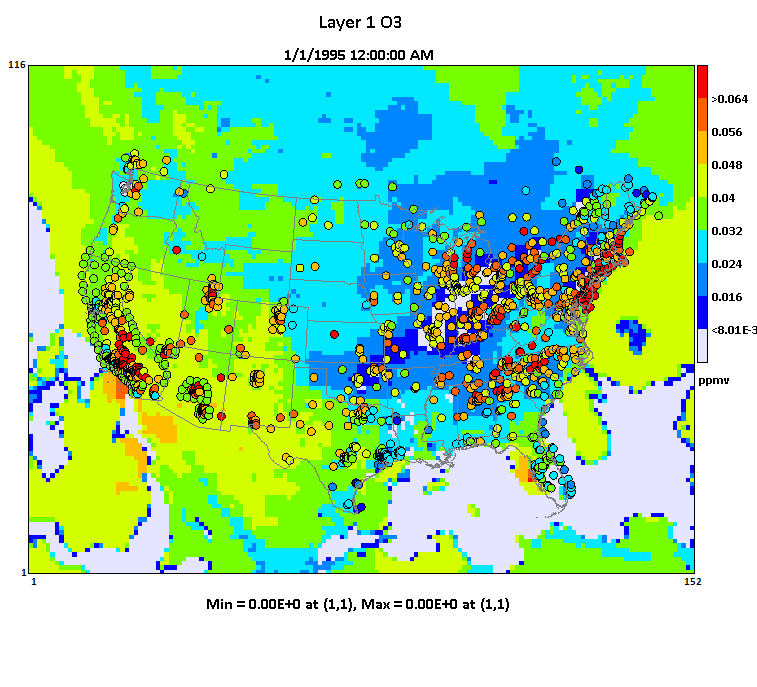 Layer 1 O3
1/1/1995 12:00:00 AM
116
>0.064
0.056
0.048
0.04
0.032
0.024
0.016
<8.01E-3
ppmv
1
1
152
Min = 0.00E+0 at (1,1), Max = 0.00E+0 at (1,1)